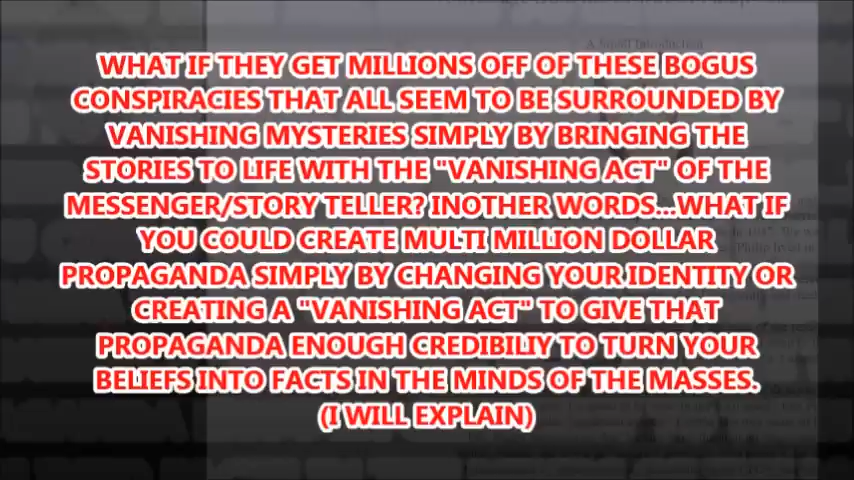 WHAT IF THEY GET MILLIONS OFF OF THESE BOGUS
CONSPIRACIES THAT ALL SEEM TO BE SURROUNDED BY
VANISHING MYSTERIES SIMPLY BY BRINGING THE
STORIES TO LIFE WITH THE "VANISHING ACT" OF THE
MESSENGER/STORY TELLER? INOTHER WORDS...WHAT IF
YOU COULD CREATE MULTI MILLION DOLLAR
PROPAGANDA SIMPLY BY CHANGING YOUR IDENTITY OR
CREATING A "VANISHING ACT" TO GIVE THAT
PROPAGANDA ENOUGH CREDIBILIY TO TURN YOUR
BELIEFS INTO FACTS IN THE MINDS OF THE MASSES.
(I WILL EXPLAIN)